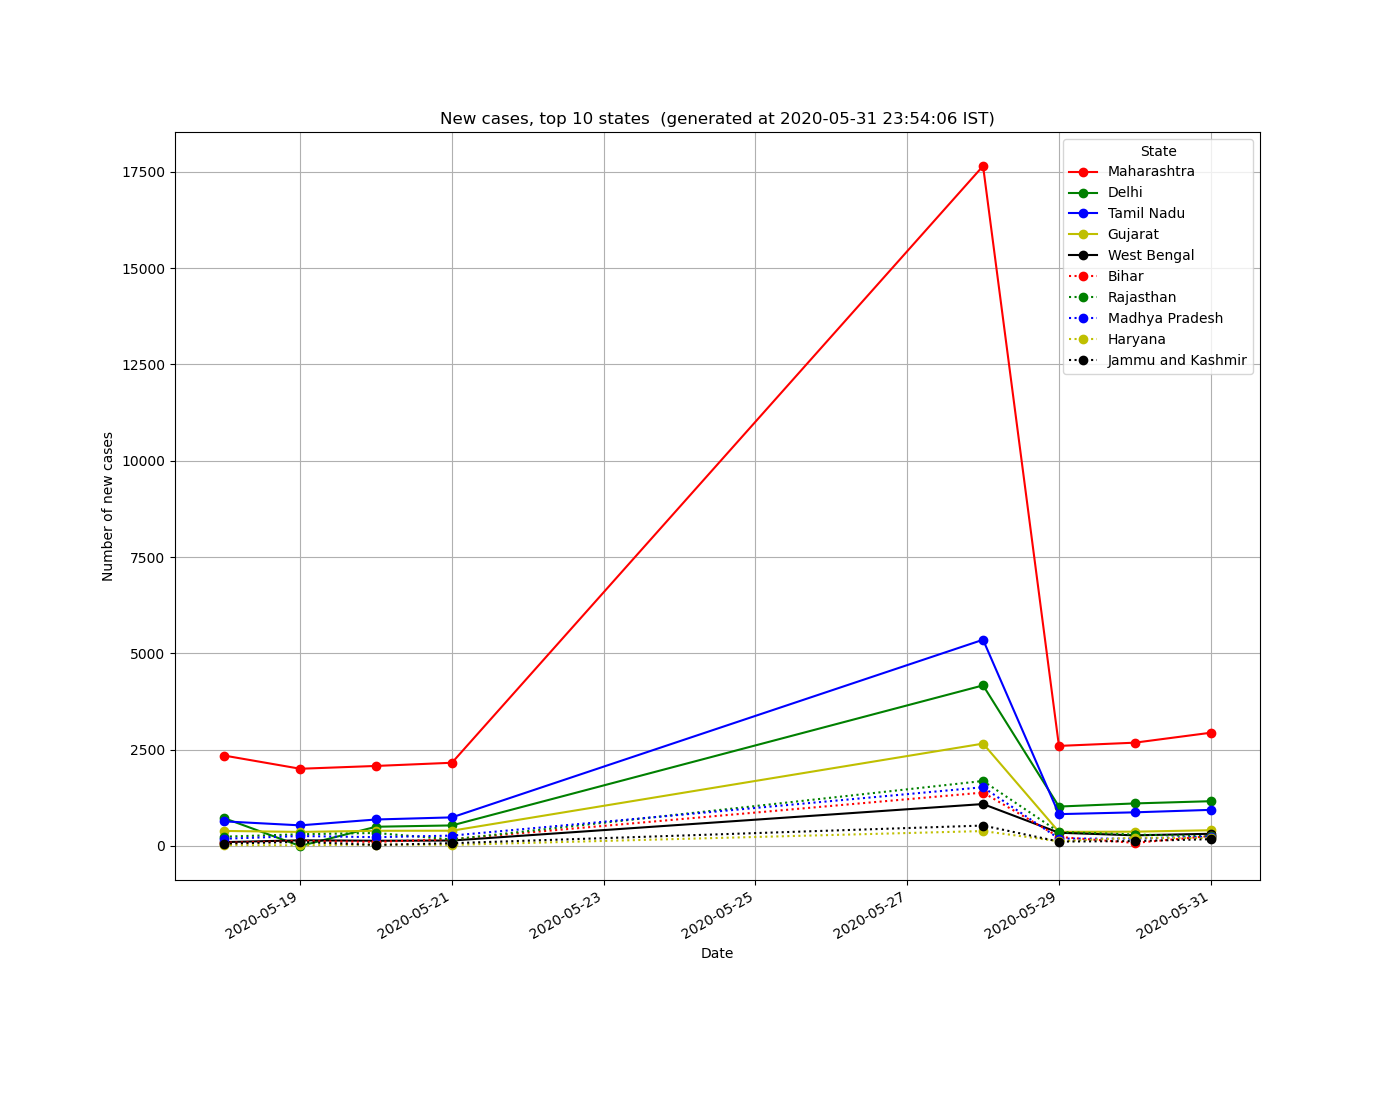 New cases, top 10 states  (generated at 2020-05-31 23:54:06 IST)
State
Maharashtra
Delhi
Tamil Nadu
Gujarat
West Bengal
Bihar
Rajasthan
Madhya Pradesh
Haryana
Jammu and Kashmir
Number of new cases
17500
15000
12500
10000
7500
5000
2500
0
2020-05-19
2020-05-21
2020-05-23
2020-05-25
2020-05-27
2020-05-29
2020-05-31
Date